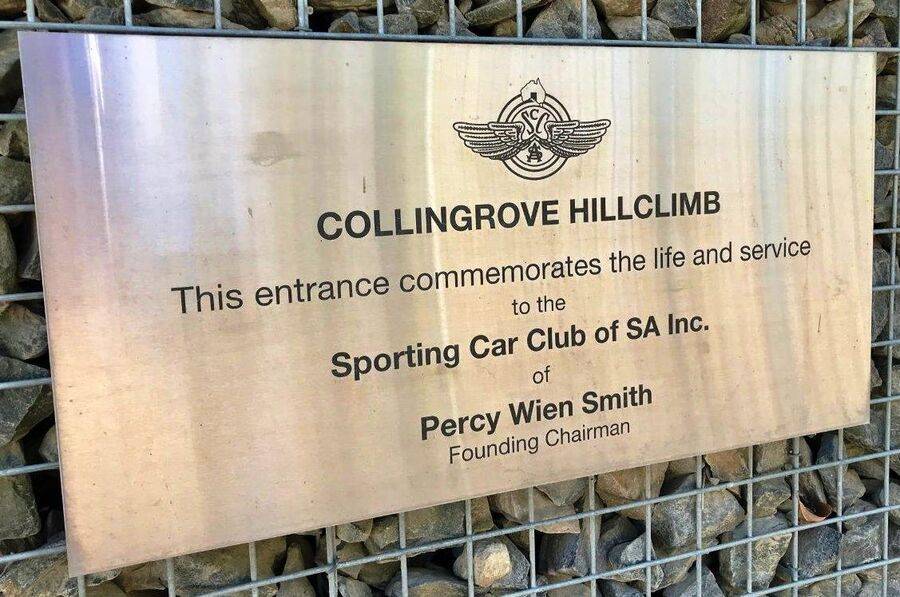 COLLINGROVE HILLCLIMB
This entrance commemorates the life and service
to the
Sporting Car Club of SA Inc.
of
Percy Wien Smith
Founding Chairman